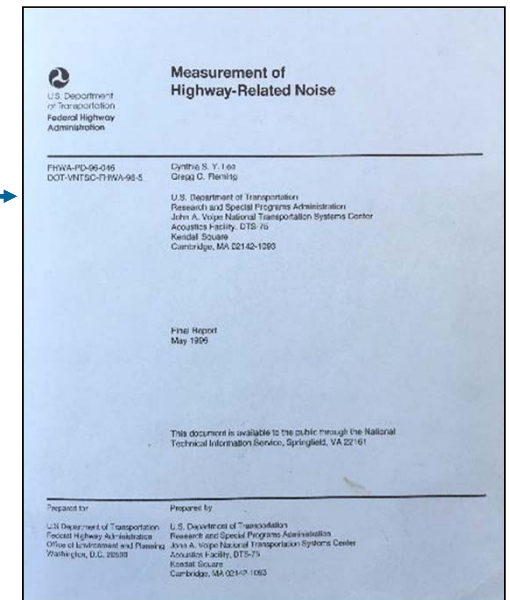 Measurement of
Highway-Related Noise
U.S. Department
of Transportation
Federal Highway
Administration
FHWA-PD-96-046
DOT-VNTSC-FHWA-96-5
Cynthia S. Y. Lee
Gregg G. Fleming
U.S. Department of Transportation
Research and Special Programs Administration
John A. Volpe National Transportation Systems Center
Acoustics Facility, DTS-75
Kendall Square
Cambridge, MA 02142-1093
Final Report
May 1996
This document is available to the public through the National
Technical Information Service, Springfield, VA 22161
Prepared for
U.S. Department of Transportation
Federal Highway Administration
Office of Environment and Planning
Washington, D.C. 20590
Prepared by
U.S. Department of Transportation
Research and Special Programs Administration
John A. Volpe National Transportation Systems Center
Acoustics Facility, DTS-75
Kendall Square
Cambridge, MA 02142-1093